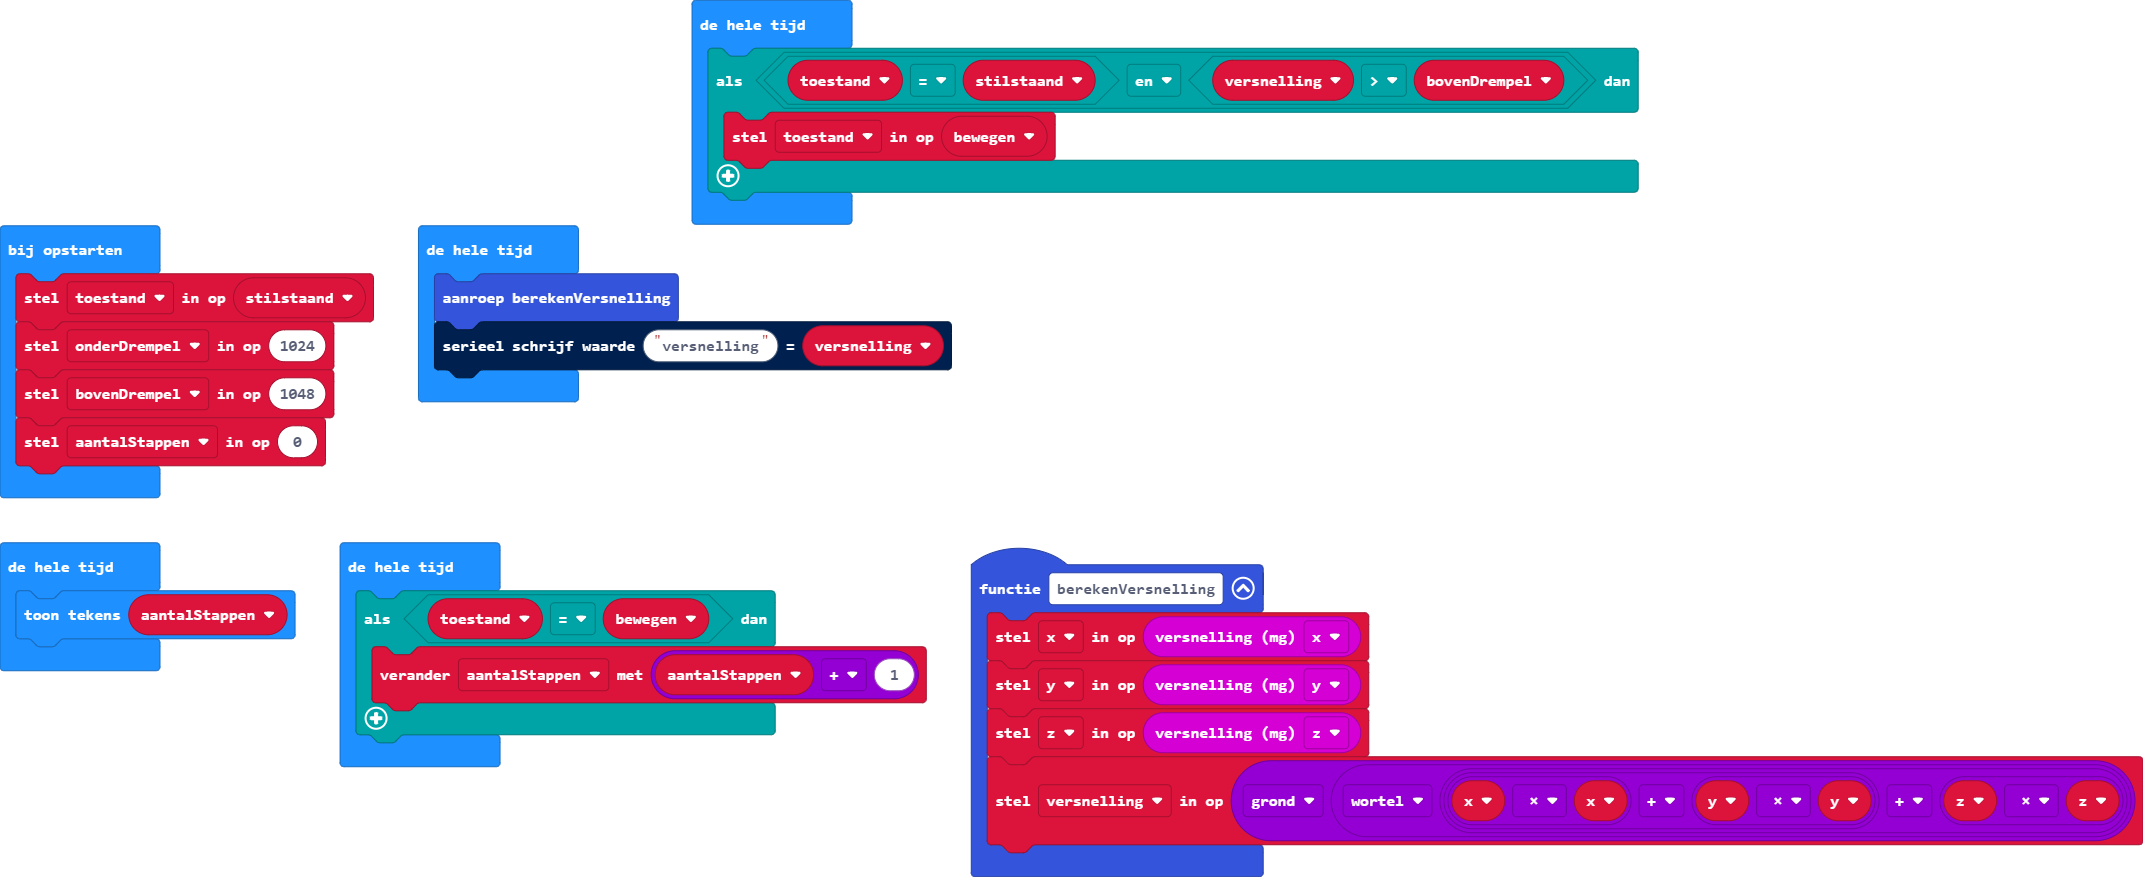 de hele tijd
als toestand = stilstaand en versnelling > bovenDrempel dan
stel toestand in op bewegen
bij opstarten
stel toestand in op stilstaand
stel onderDrempel in op 1024
stel bovenDrempel in op 1048
stel aantalStappen in op 0
de hele tijd
aanroep berekenVersnelling
serieel schrijf waarde "versnelling" = versnelling
de hele tijd
toon tekens aantalStappen
de hele tijd
als toestand = bewegen dan
verander aantalStappen met aantalStappen + 1
functie berekenVersnelling
stel x in op versnelling (mg) x
stel y in op versnelling (mg) y
stel z in op versnelling (mg) z
stel versnelling in op grond wortel x × x + y × y + z × z